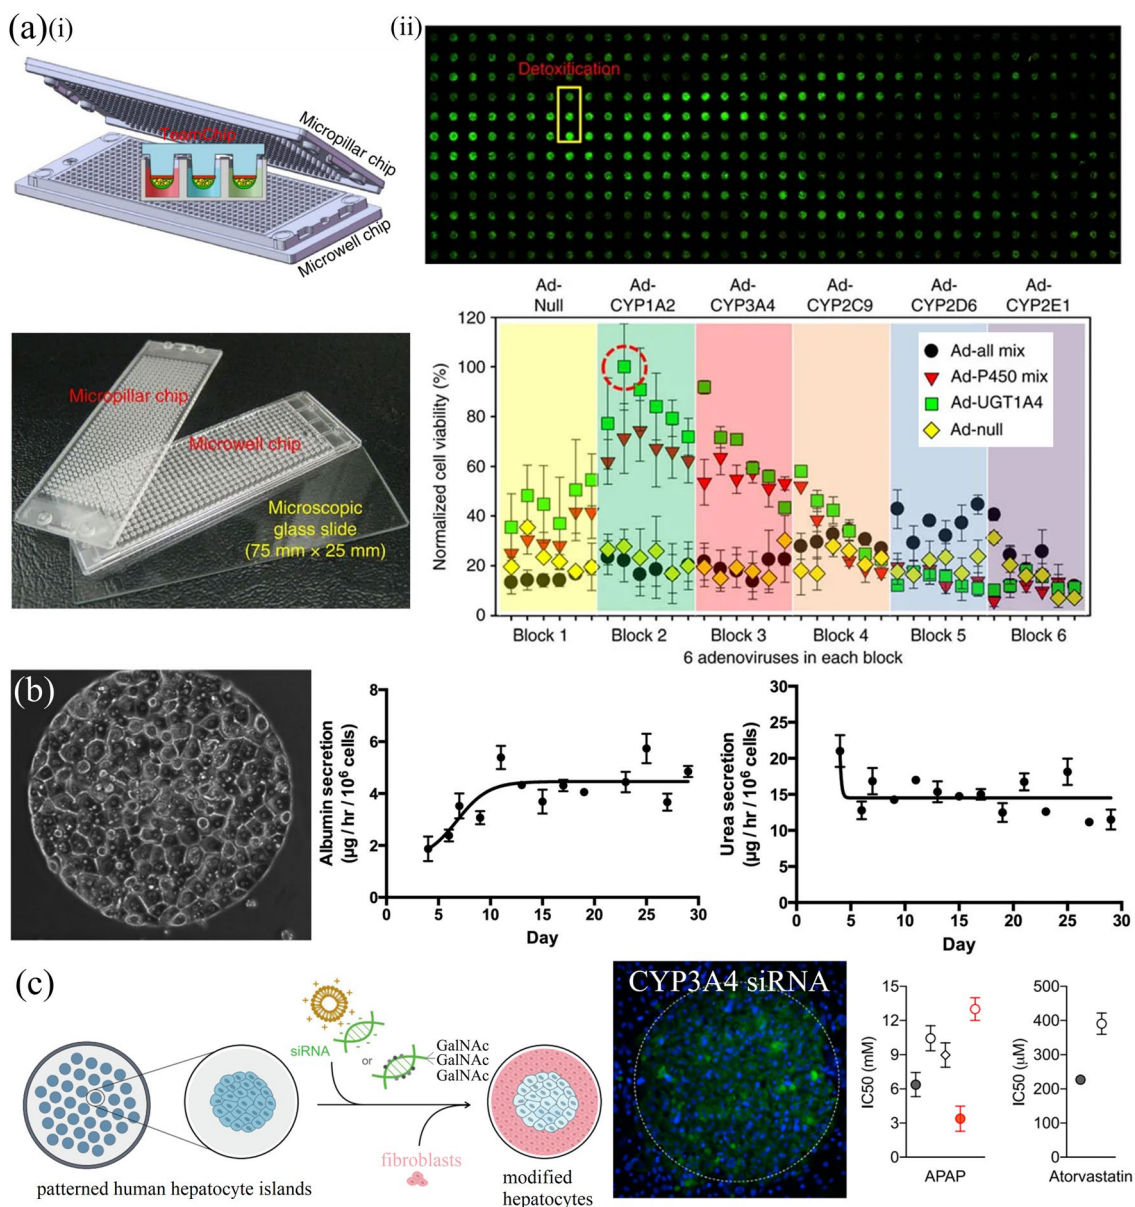 (a)(i)
(ii)
TeamChip
Micropillar chip
Microwell chip
Detoxification
Micropillar chip
Microwell chip
Microscopic
glass slide
(75 mm × 25 mm)
Ad-
Null
Ad-
CYP1A2
Ad-
CYP3A4
Ad-
CYP2C9
Ad-
CYP2D6
Ad-
CYP2E1
Normalized cell viability (%)
120
100
80
60
40
20
0
Ad-all mix
Ad-P450 mix
Ad-UGT1A4
Ad-null
Block 1
Block 2
Block 3
Block 4
Block 5
Block 6
6 adenoviruses in each block
(b)
Albumin secretion
(µg / hr / 10⁶ cells)
8
6
4
2
0
0 5 10 15 20 25 30
Day
Urea secretion
(µg / hr / 10⁶ cells)
30
25
20
15
10
5
0
0 5 10 15 20 25 30
Day
(c)
siRNA
or
GalNAc
GalNAc
GalNAc
fibroblasts
patterned human hepatocyte islands
modified
hepatocytes
CYP3A4 siRNA
IC50 (mM)
15
12
9
6
3
0
APAP
IC50 (µM)
500
400
300
200
100
0
Atorvastatin